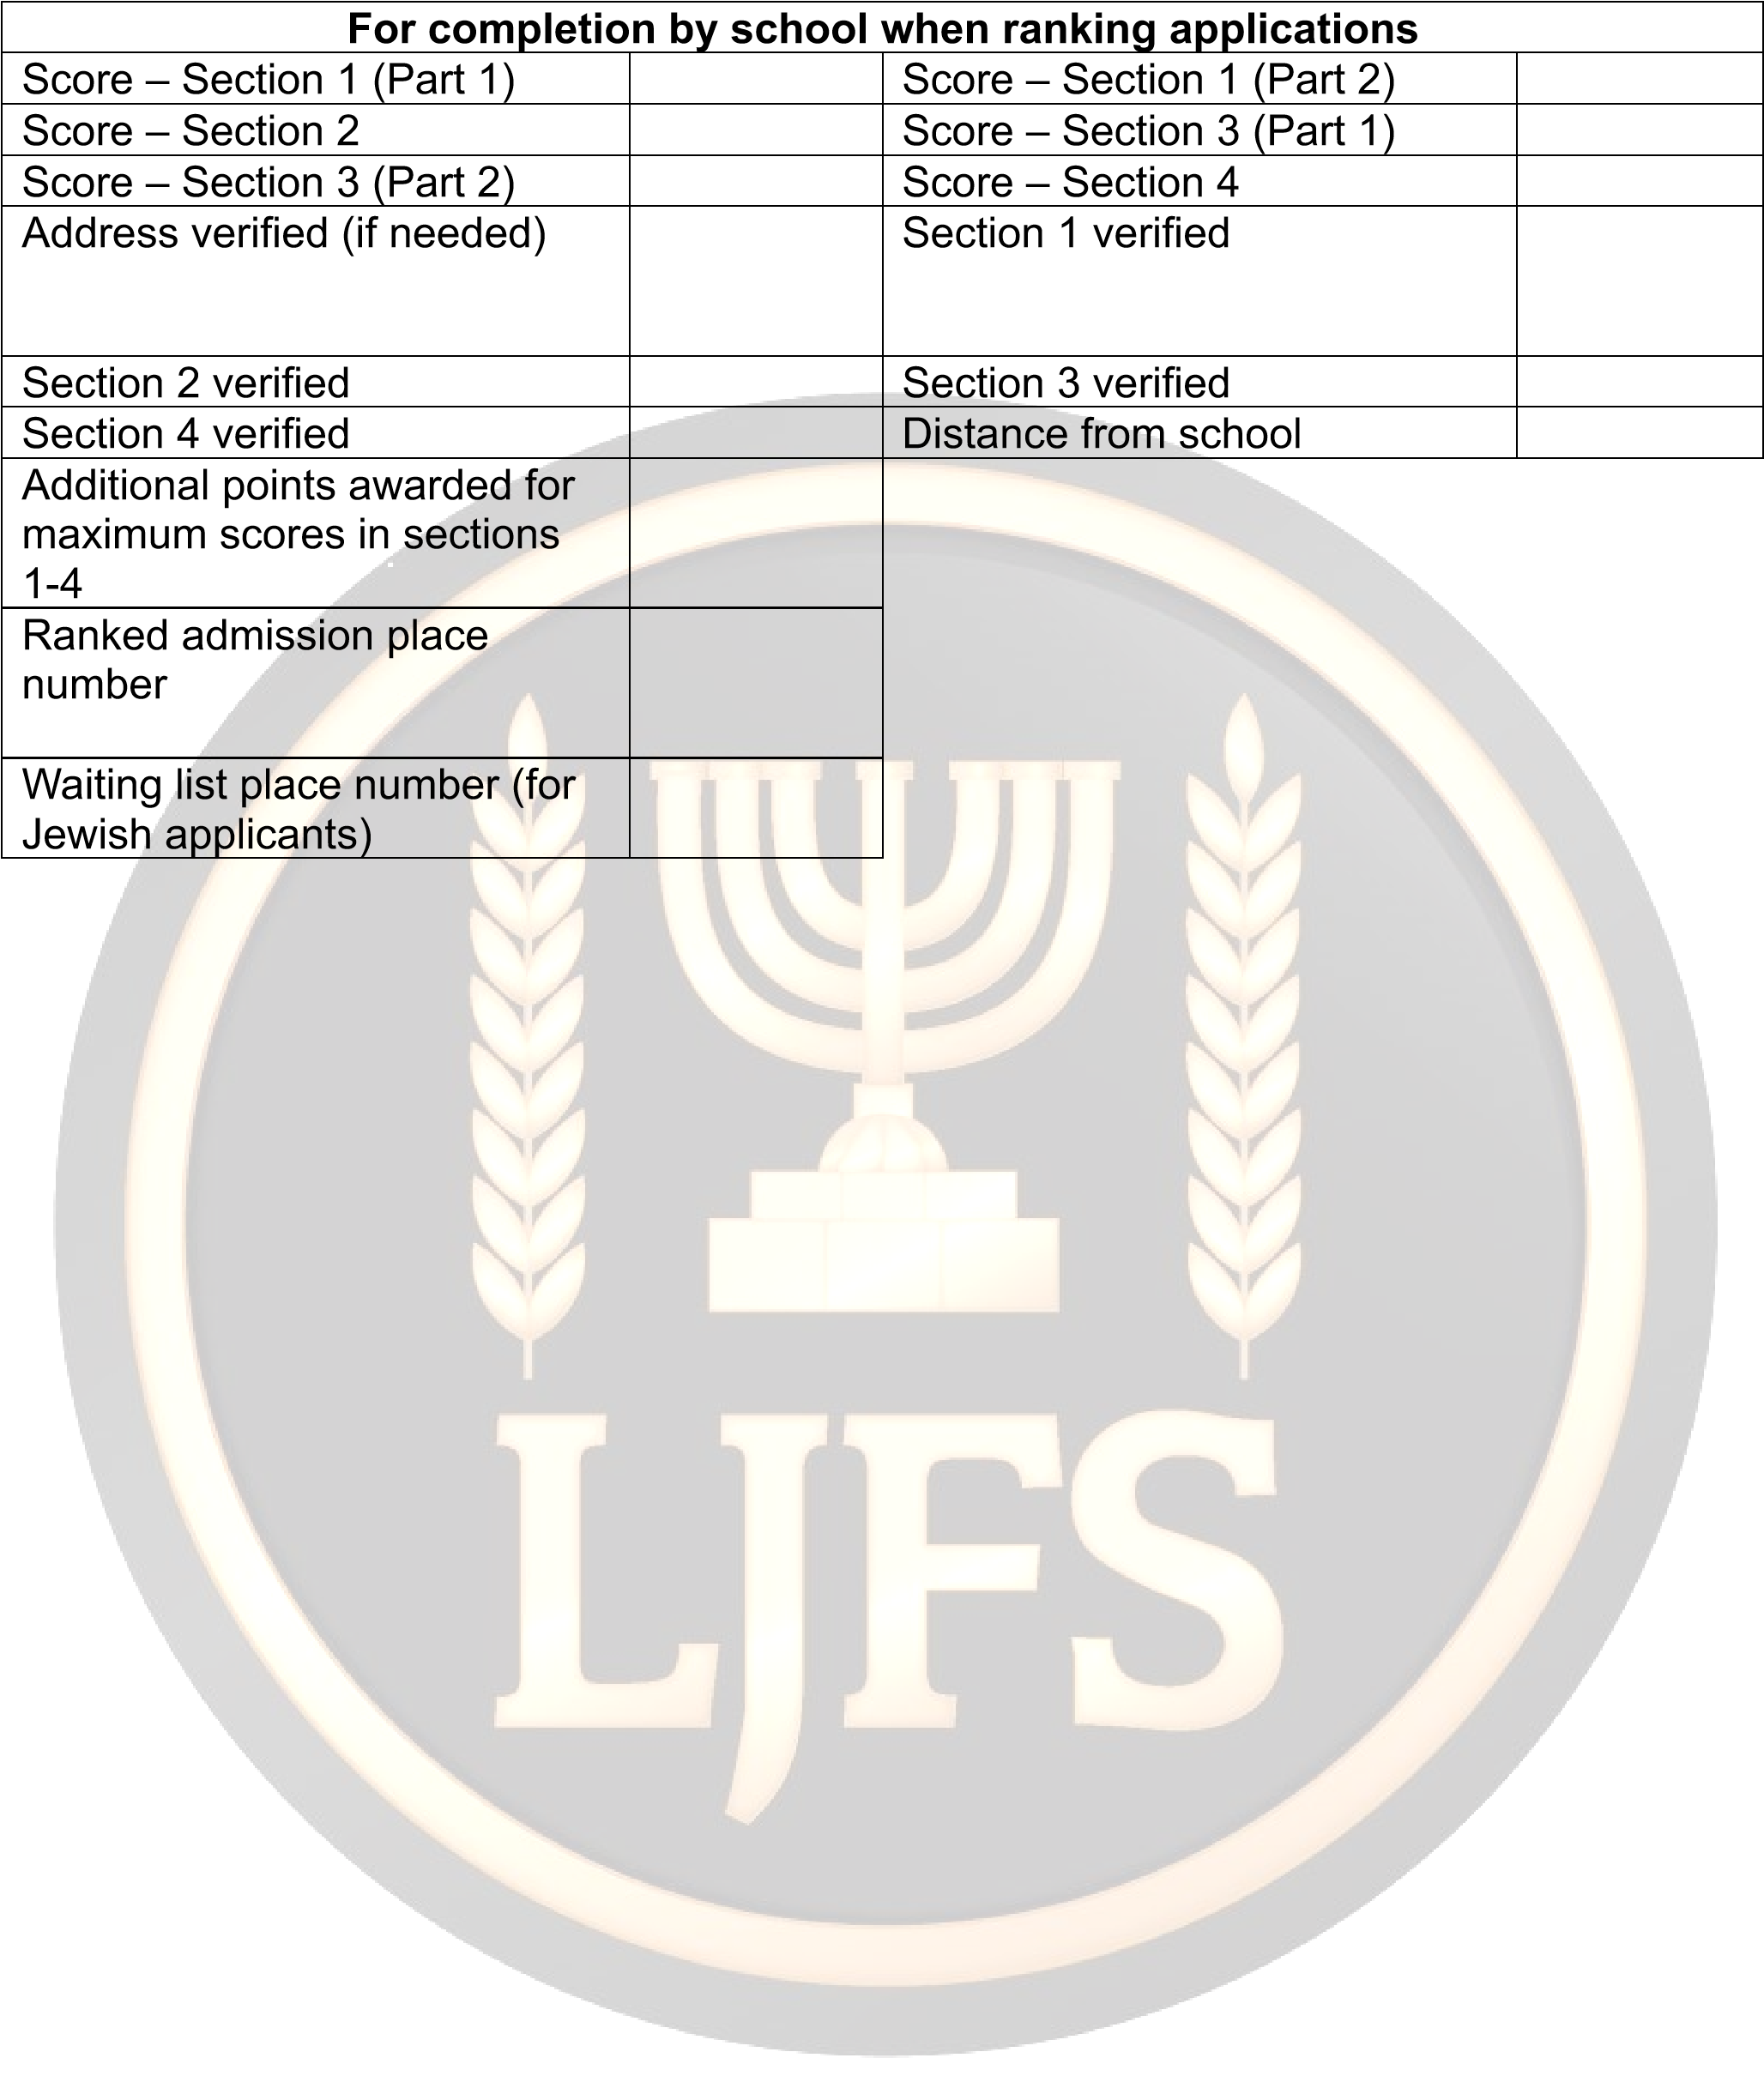 For completion by school when ranking applications
Score – Section 1 (Part 1) Score – Section 1 (Part 2)
Score – Section 2 Score – Section 3 (Part 1)
Score – Section 3 (Part 2) Score – Section 4
Address verified (if needed) Section 1 verified
Section 2 verified Section 3 verified
Section 4 verified Distance from school
Additional points awarded for
maximum scores in sections
1-4
Ranked admission place
number
Waiting list place number (for
Jewish applicants)
LJFS